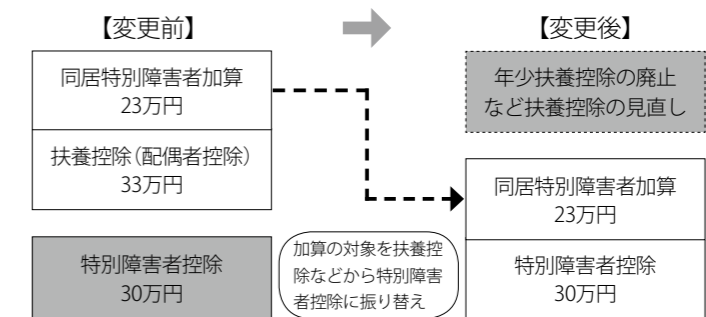 【変更前】
同居特別障害者加算
23万円
扶養控除(配偶者控除)
33万円
特別障害者控除
30万円
加算の対象を扶養控
除などから特別障害
者控除に振り替え
【変更後】
年少扶養控除の廃止
など扶養控除の見直し
同居特別障害者加算
23万円
特別障害者控除
30万円